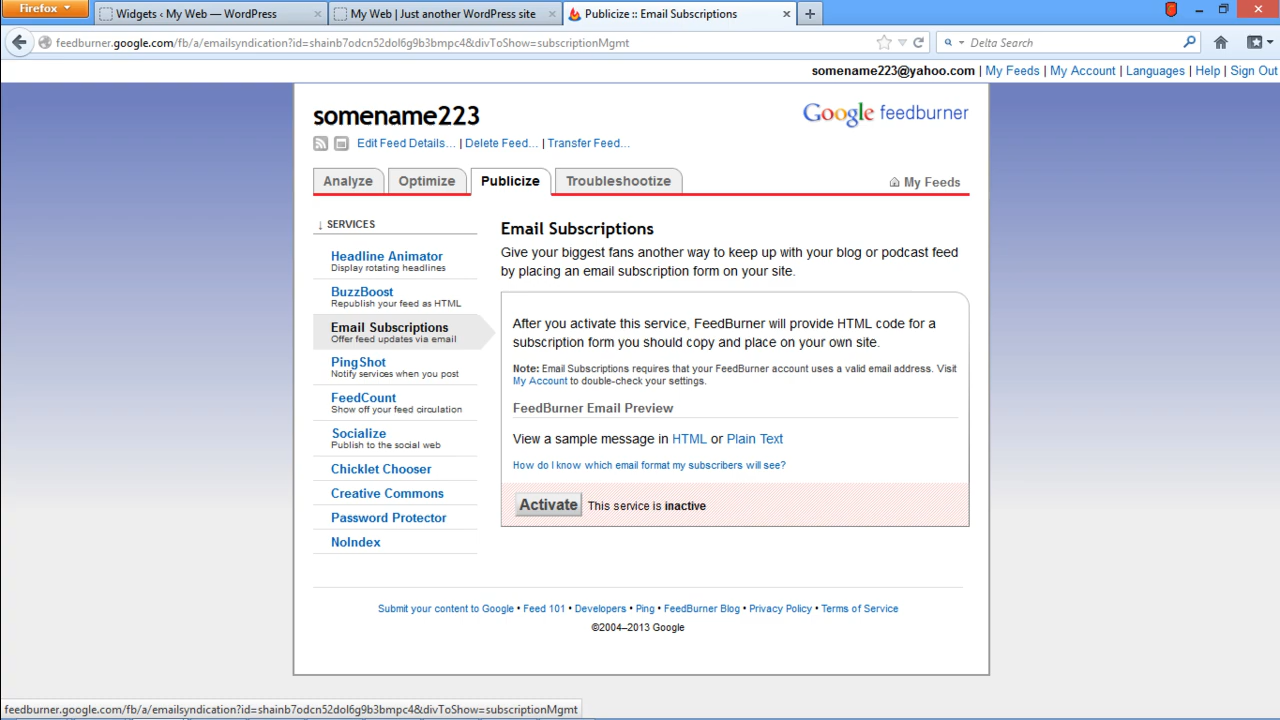 Firefox
Widgets ‹ My Web — WordPress
My Web | Just another WordPress site
Publicize :: Email Subscriptions
feedburner.google.com/fb/a/emailsyndication?id=shainb7odcn52dol6g9b3bmpc4&divToShow=subscriptionMgmt
Delta Search
somename223@yahoo.com | My Feeds | My Account | Languages | Help | Sign Out
somename223
Google feedburner
Edit Feed Details... | Delete Feed... | Transfer Feed...
Analyze
Optimize
Publicize
Troubleshootize
My Feeds
↓ SERVICES
Headline Animator
Display rotating headlines
BuzzBoost
Republish your feed as HTML
Email Subscriptions
Offer feed updates via email
PingShot
Notify services when you post
FeedCount
Show off your feed circulation
Socialize
Publish to the social web
Chicklet Chooser
Creative Commons
Password Protector
NoIndex
Email Subscriptions
Give your biggest fans another way to keep up with your blog or podcast feed
by placing an email subscription form on your site.
After you activate this service, FeedBurner will provide HTML code for a
subscription form you should copy and place on your own site.
Note: Email Subscriptions requires that your FeedBurner account uses a valid email address. Visit
My Account to double-check your settings.
FeedBurner Email Preview
View a sample message in HTML or Plain Text
How do I know which email format my subscribers will see?
Activate This service is inactive
Submit your content to Google • Feed 101 • Developers • Ping • FeedBurner Blog • Privacy Policy • Terms of Service
©2004–2013 Google
feedburner.google.com/fb/a/emailsyndication?id=shainb7odcn52dol6g9b3bmpc4&divToShow=subscriptionMgmt